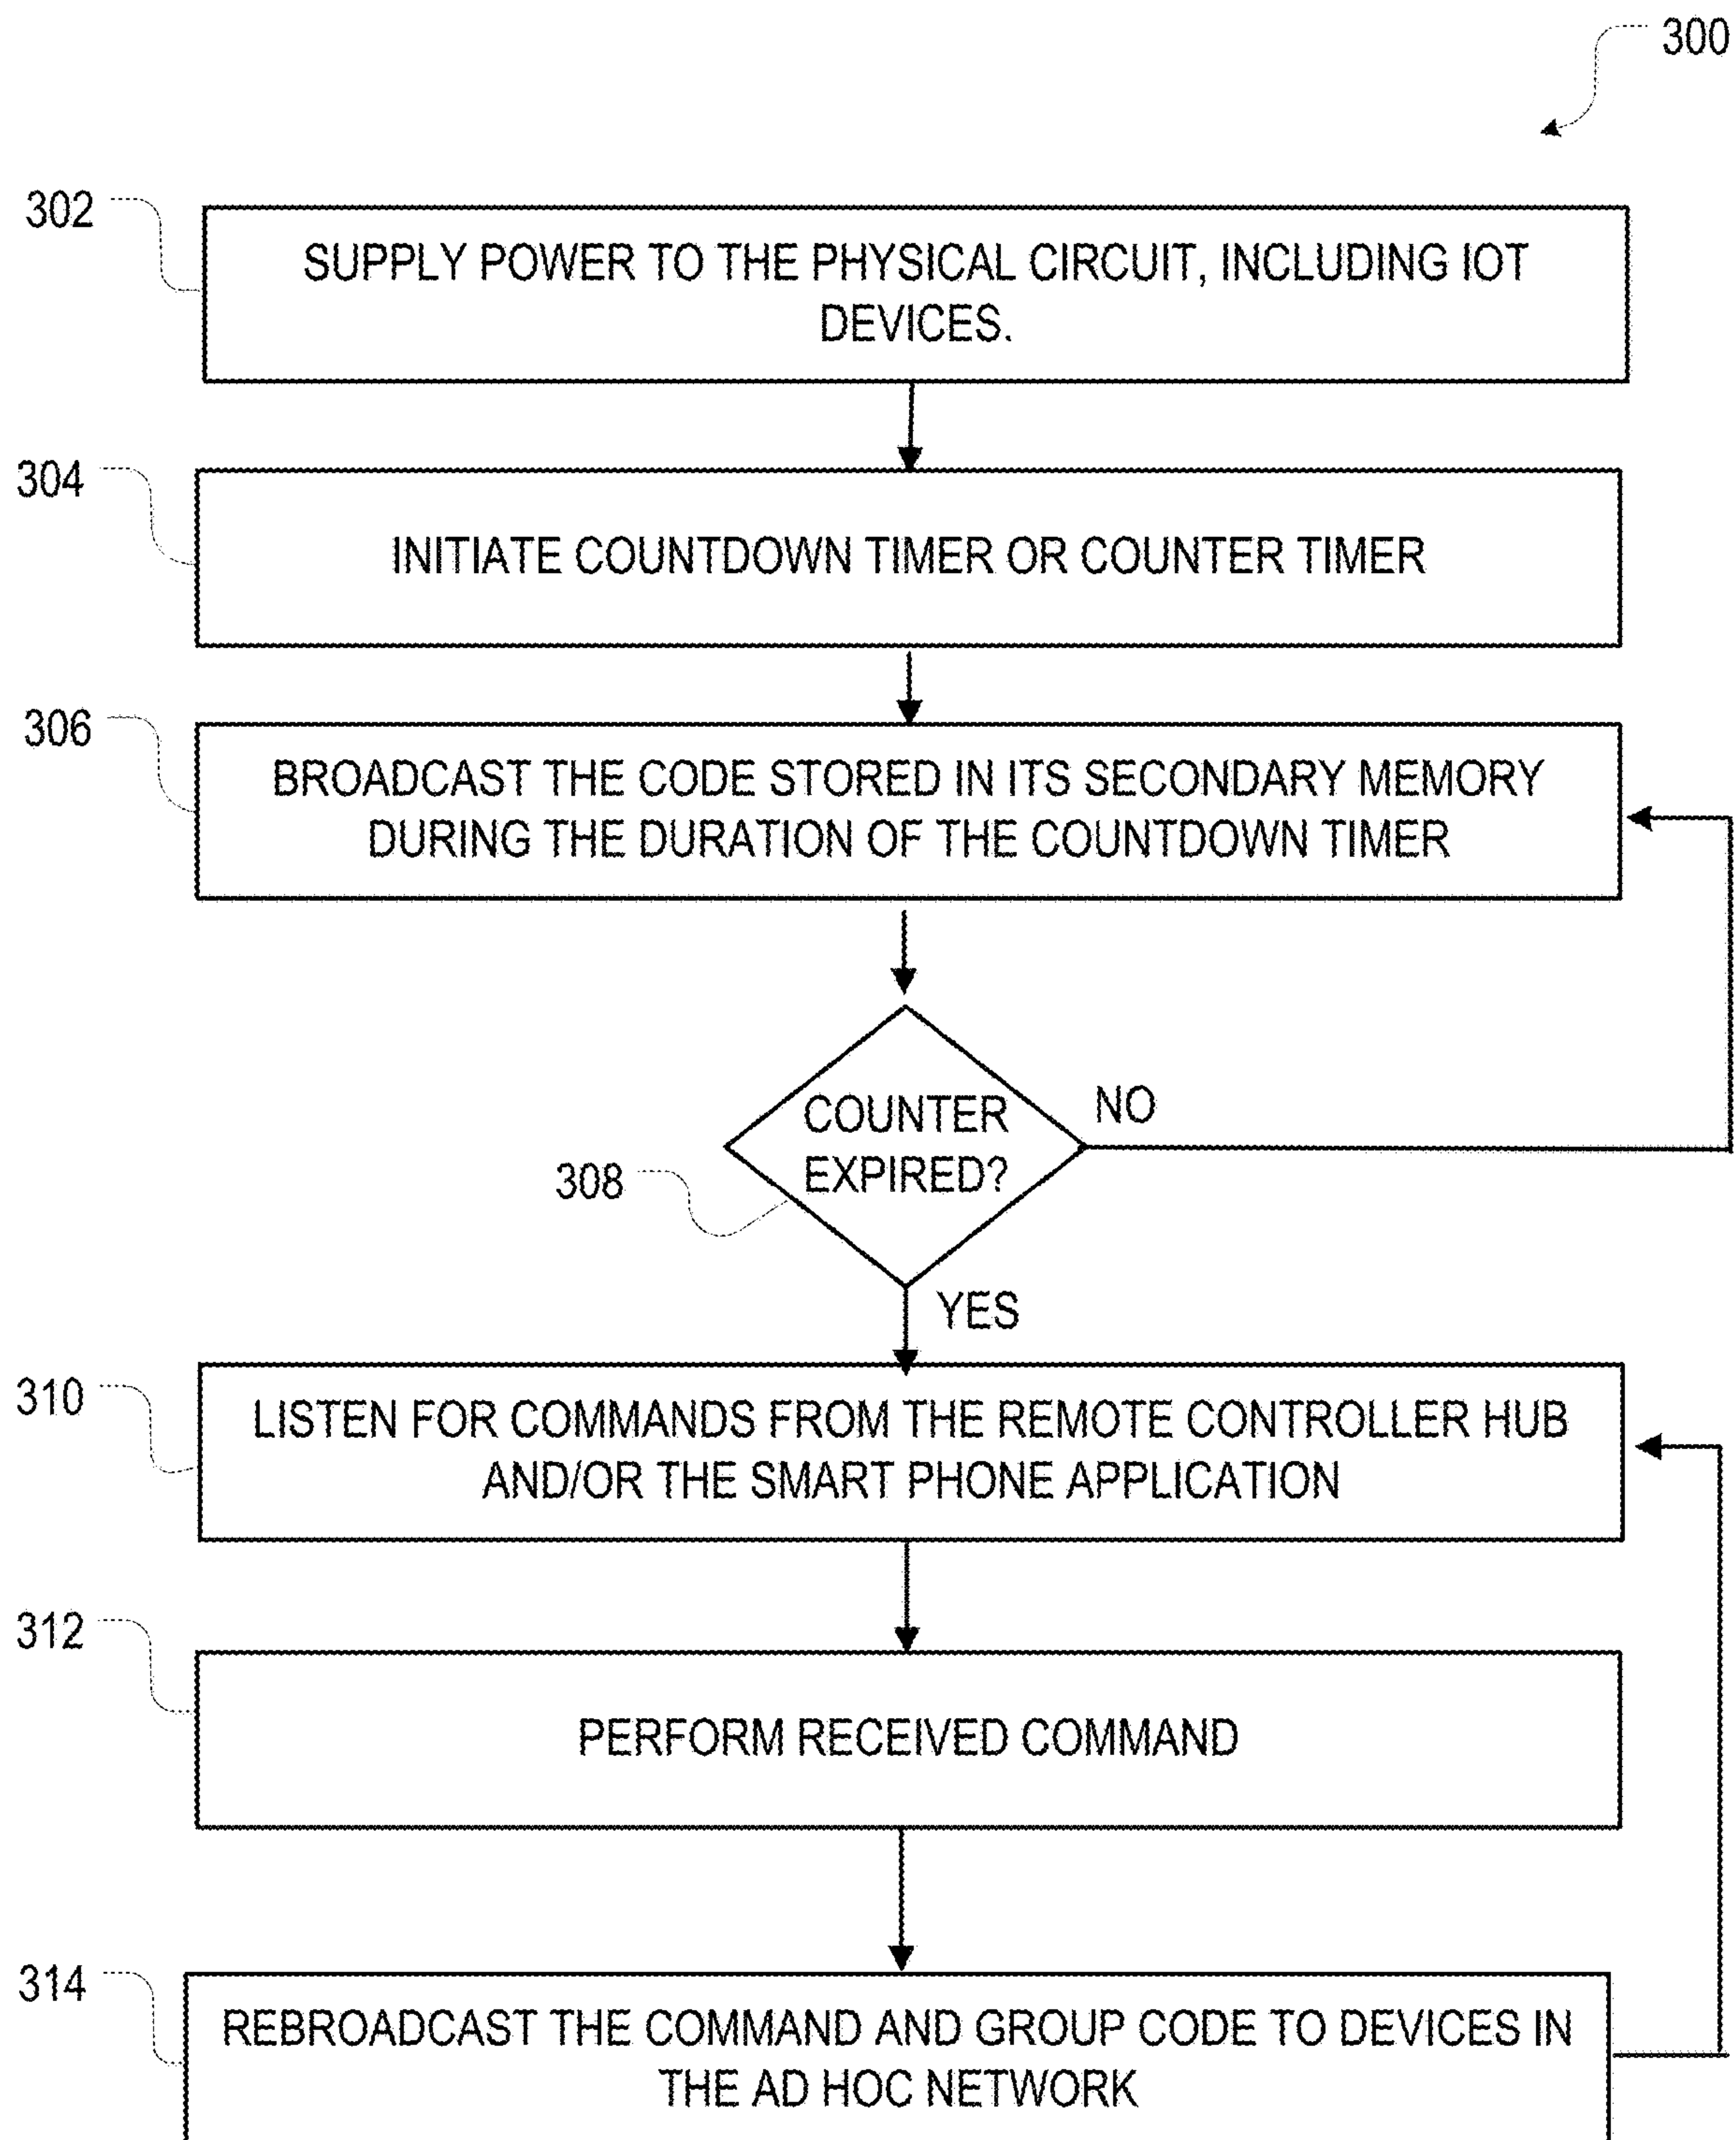 300
302
SUPPLY POWER TO THE PHYSICAL CIRCUIT, INCLUDING IOT
DEVICES.
304
INITIATE COUNTDOWN TIMER OR COUNTER TIMER
306
BROADCAST THE CODE STORED IN ITS SECONDARY MEMORY
DURING THE DURATION OF THE COUNTDOWN TIMER
COUNTER
EXPIRED?
NO
308
YES
310
LISTEN FOR COMMANDS FROM THE REMOTE CONTROLLER HUB
AND/OR THE SMART PHONE APPLICATION
312
PERFORM RECEIVED COMMAND
314
REBROADCAST THE COMMAND AND GROUP CODE TO DEVICES IN
THE AD HOC NETWORK